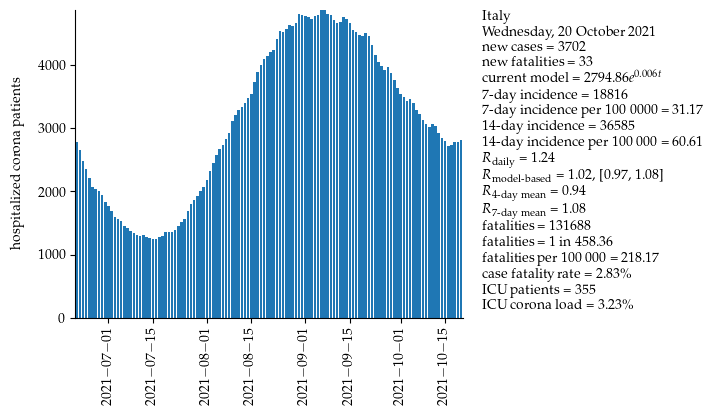 hospitalized corona patients
4000
3000
2000
1000
0
2021−07−01
2021−07−15
2021−08−01
2021−08−15
2021−09−01
2021−09−15
2021−10−01
2021−10−15
Italy
Wednesday, 20 October 2021
new cases = 3702
new fatalities = 33
current model = 2794.86e^0.006t
7-day incidence = 18816
7-day incidence per 100 0000 = 31.17
14-day incidence = 36585
14-day incidence per 100 000 = 60.61
R_daily = 1.24
R_model-based = 1.02, [0.97, 1.08]
R_4-day mean = 0.94
R_7-day mean = 1.08
fatalities = 131688
fatalities = 1 in 458.36
fatalities per 100 000 = 218.17
case fatality rate = 2.83%
ICU patients = 355
ICU corona load = 3.23%